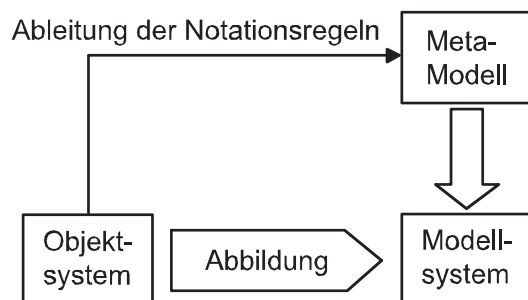 Ableitung der Notationsregeln
Meta-
Modell
Objekt-
system
Abbildung
Modell-
system